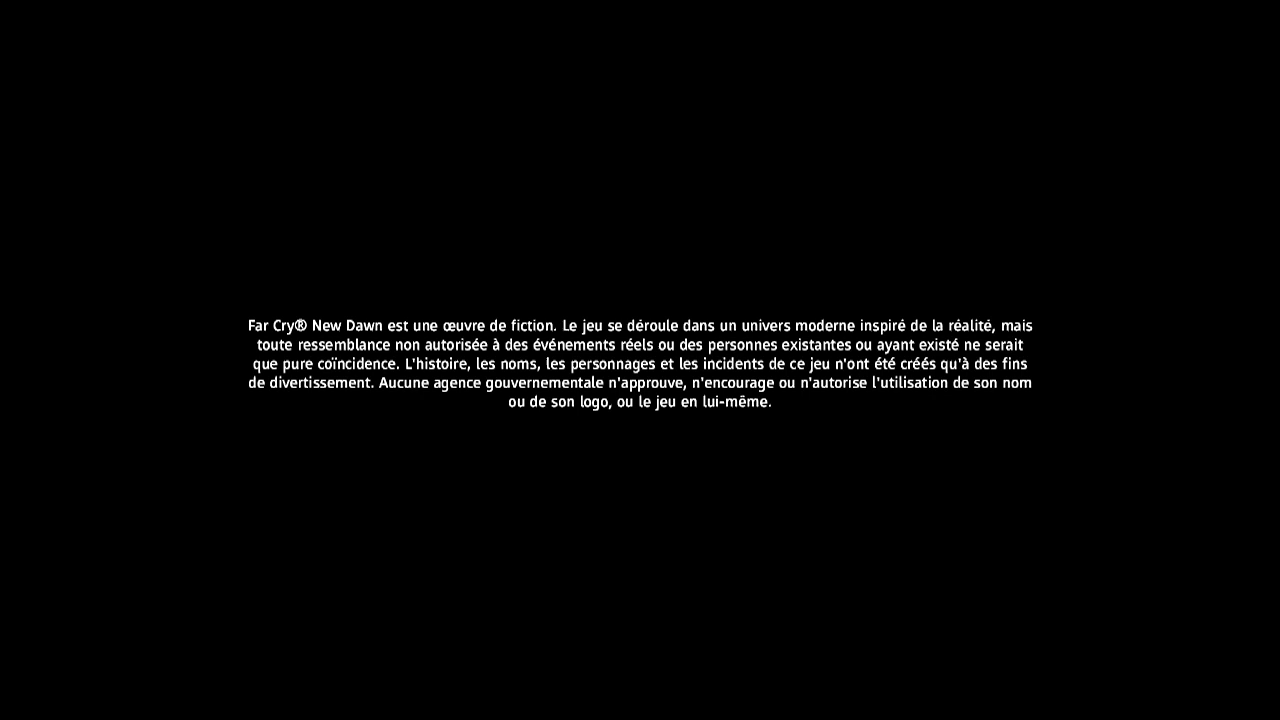 Far Cry® New Dawn est une œuvre de fiction. Le jeu se déroule dans un univers moderne inspiré de la réalité, mais
toute ressemblance non autorisée à des événements réels ou des personnes existantes ou ayant existé ne serait
que pure coïncidence. L'histoire, les noms, les personnages et les incidents de ce jeu n'ont été créés qu'à des fins
de divertissement. Aucune agence gouvernementale n'approuve, n'encourage ou n'autorise l'utilisation de son nom
ou de son logo, ou le jeu en lui-même.